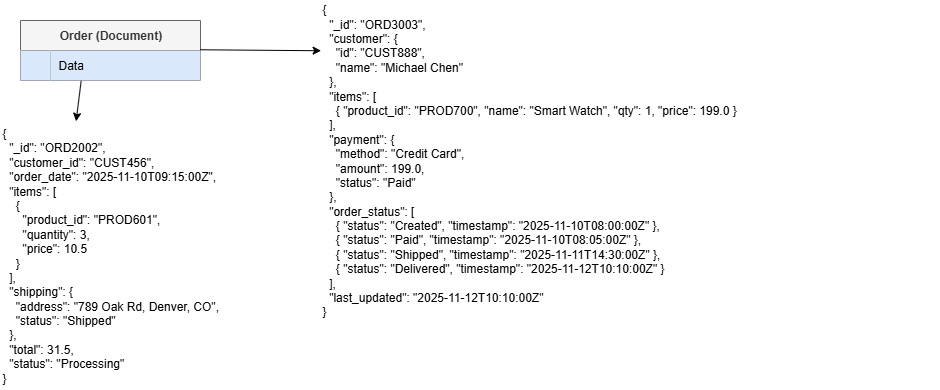 Order (Document)
Data
{
"_id": "ORD2002",
"customer_id": "CUST456",
"order_date": "2025-11-10T09:15:00Z",
"items": [
{
"product_id": "PROD601",
"quantity": 3,
"price": 10.5
}
],
"shipping": {
"address": "789 Oak Rd, Denver, CO",
"status": "Shipped"
},
"total": 31.5,
"status": "Processing"
}
{
"_id": "ORD3003",
"customer": {
"id": "CUST888",
"name": "Michael Chen"
},
"items": [
{ "product_id": "PROD700", "name": "Smart Watch", "qty": 1, "price": 199.0 }
],
"payment": {
"method": "Credit Card",
"amount": 199.0,
"status": "Paid"
},
"order_status": [
{ "status": "Created", "timestamp": "2025-11-10T08:00:00Z" },
{ "status": "Paid", "timestamp": "2025-11-10T08:05:00Z" },
{ "status": "Shipped", "timestamp": "2025-11-11T14:30:00Z" },
{ "status": "Delivered", "timestamp": "2025-11-12T10:10:00Z" }
],
"last_updated": "2025-11-12T10:10:00Z"
}